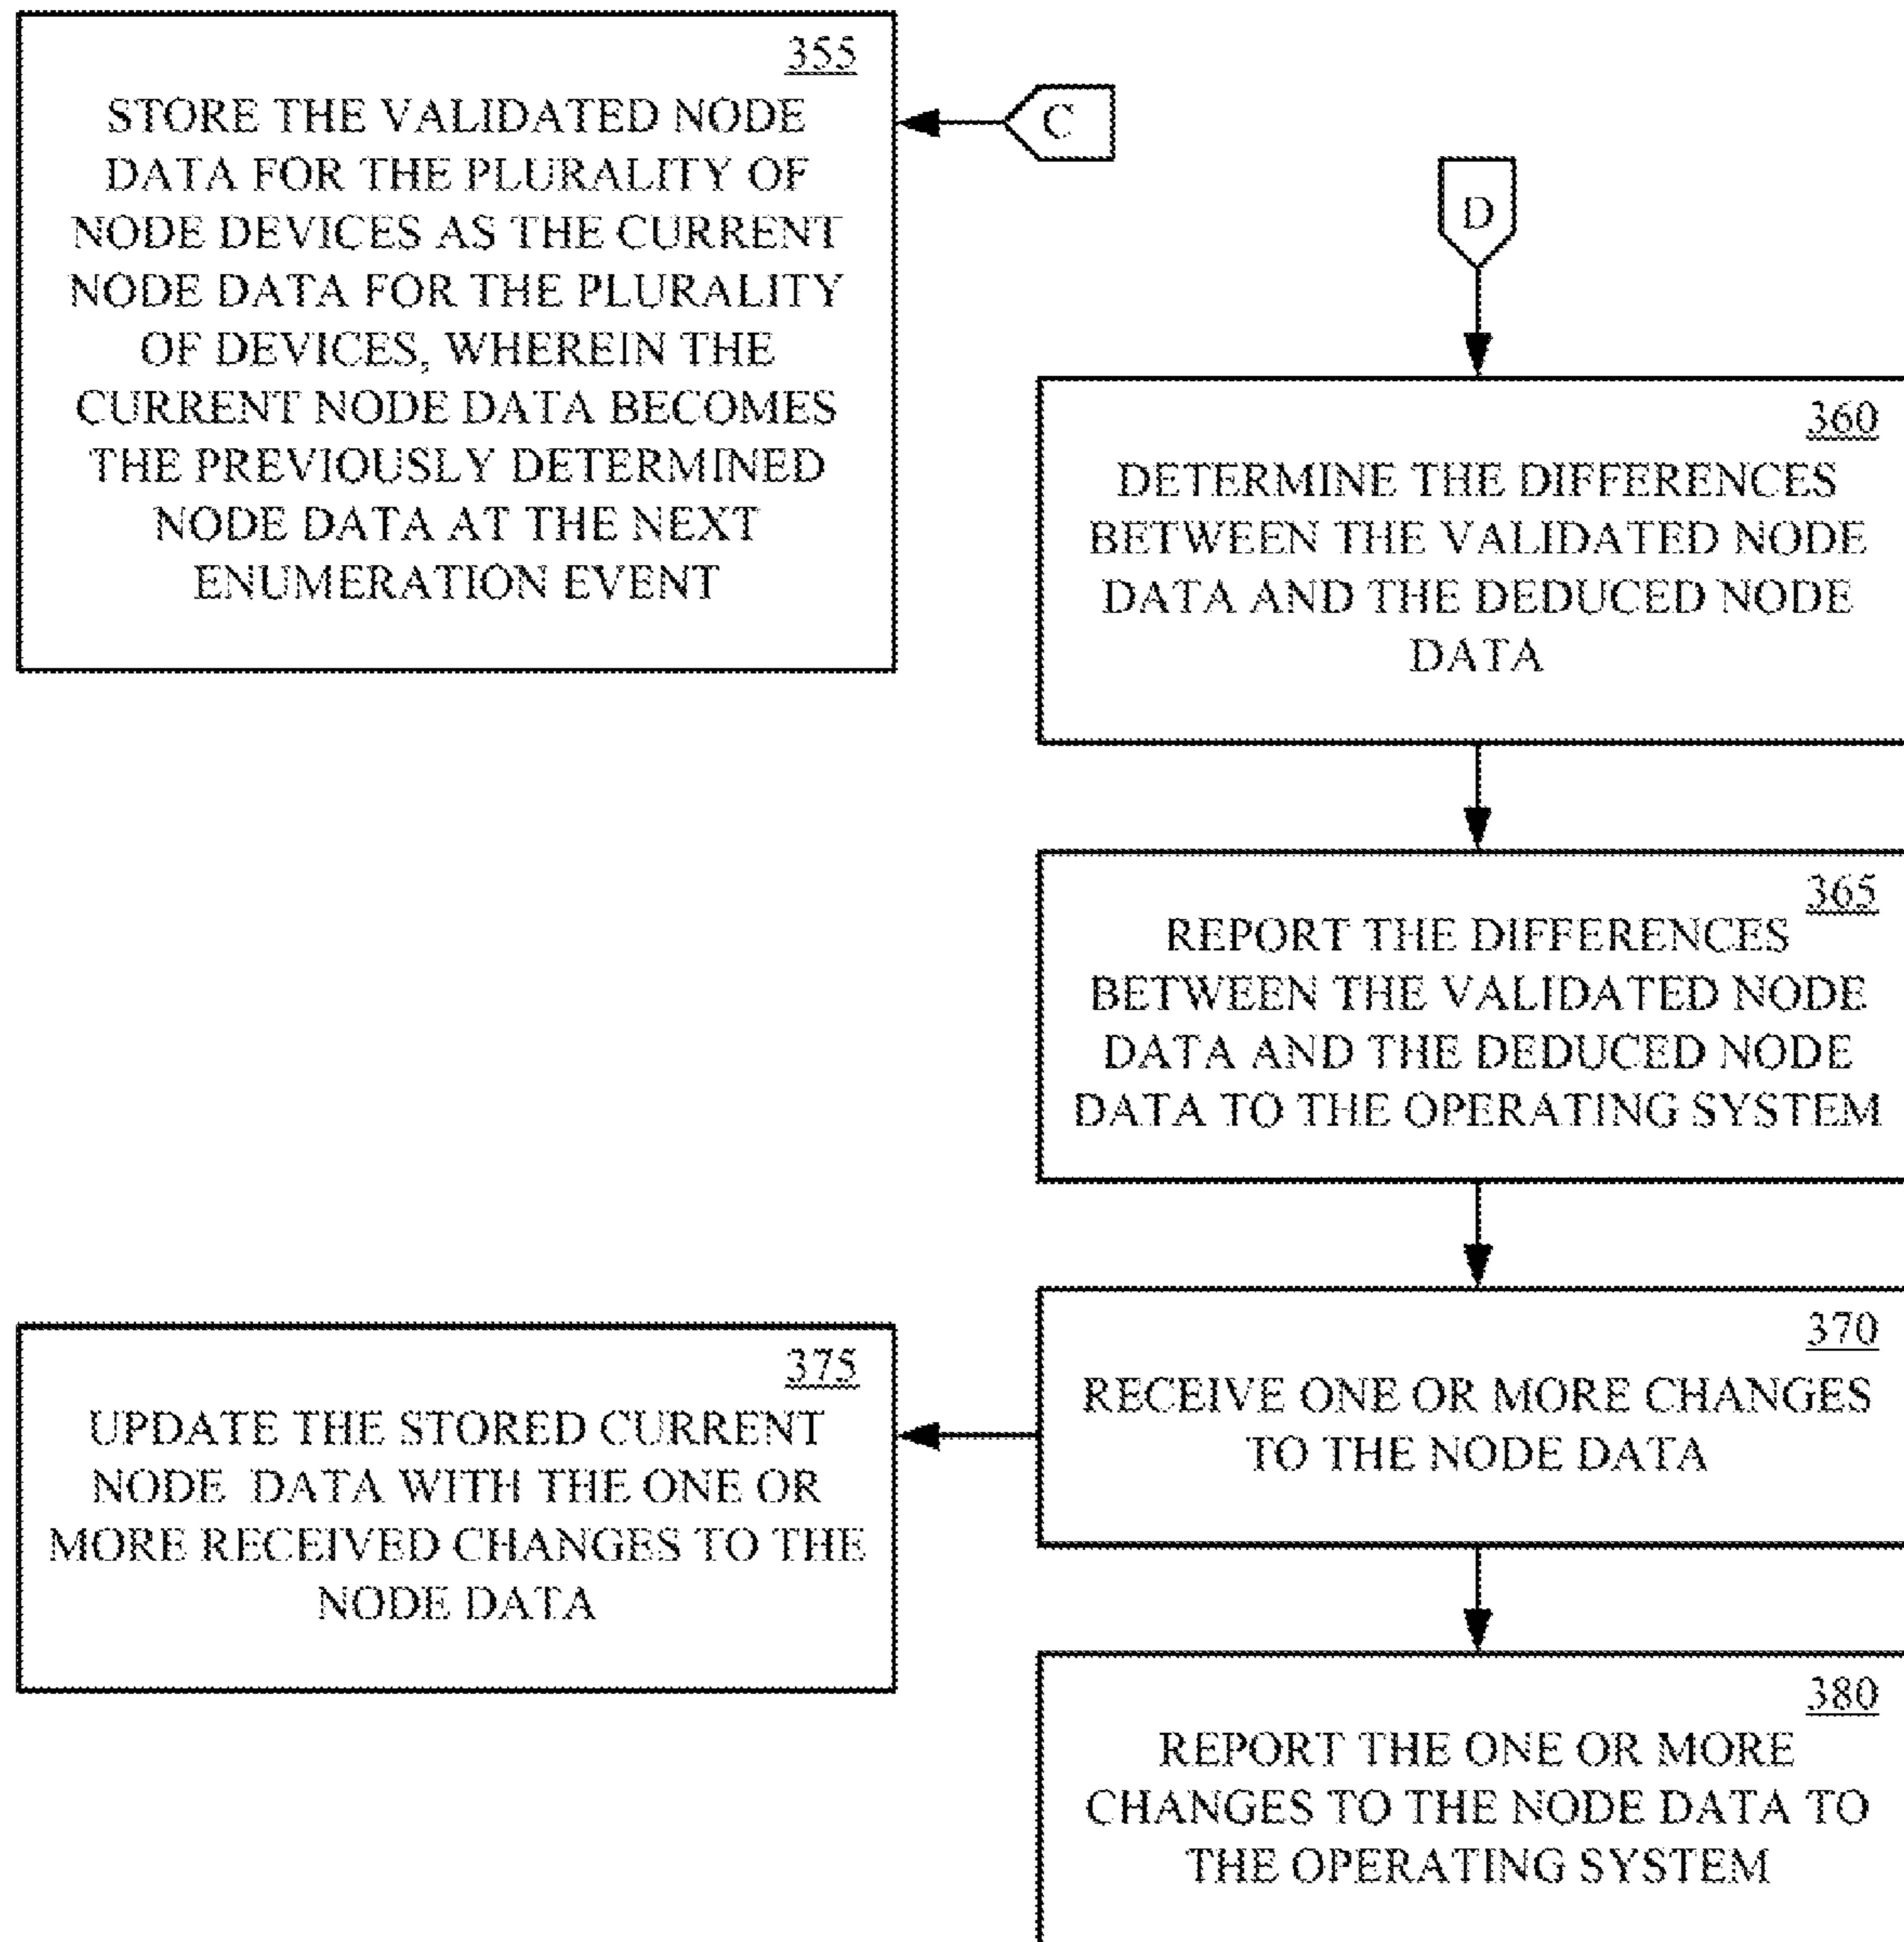 355
STORE THE VALIDATED NODE
DATA FOR THE PLURALITY OF
NODE DEVICES AS THE CURRENT
NODE DATA FOR THE PLURALITY
OF DEVICES, WHEREIN THE
CURRENT NODE DATA BECOMES
THE PREVIOUSLY DETERMINED
NODE DATA AT THE NEXT
ENUMERATION EVENT
C
D
360
DETERMINE THE DIFFERENCES
BETWEEN THE VALIDATED NODE
DATA AND THE DEDUCED NODE
DATA
365
REPORT THE DIFFERENCES
BETWEEN THE VALIDATED NODE
DATA AND THE DEDUCED NODE
DATA TO THE OPERATING SYSTEM
370
RECEIVE ONE OR MORE CHANGES
TO THE NODE DATA
375
UPDATE THE STORED CURRENT
NODE DATA WITH THE ONE OR
MORE RECEIVED CHANGES TO THE
NODE DATA
380
REPORT THE ONE OR MORE
CHANGES TO THE NODE DATA TO
THE OPERATING SYSTEM